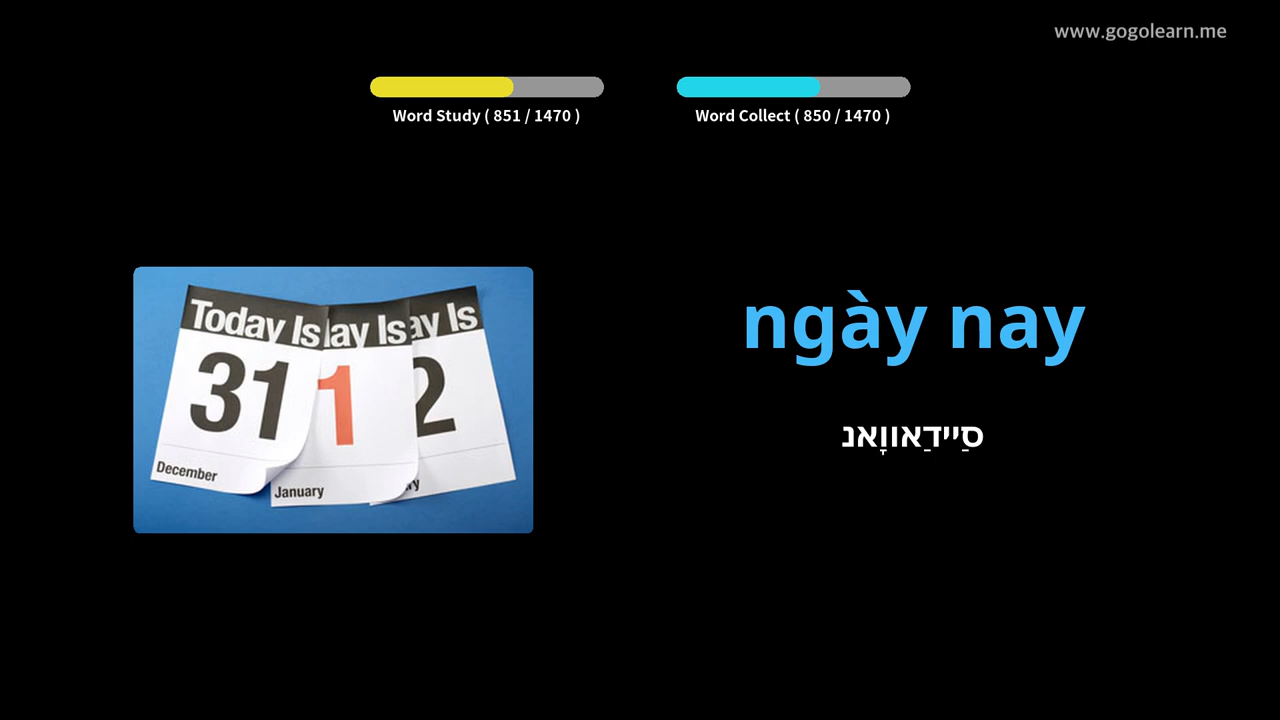 www.gogolearn.me
Word Study ( 851 / 1470 )
Word Collect ( 850 / 1470 )
Today Is
31
December
ay Is
1
January
ay Is
2
ry
ngày nay
סַיידַאווָאנ